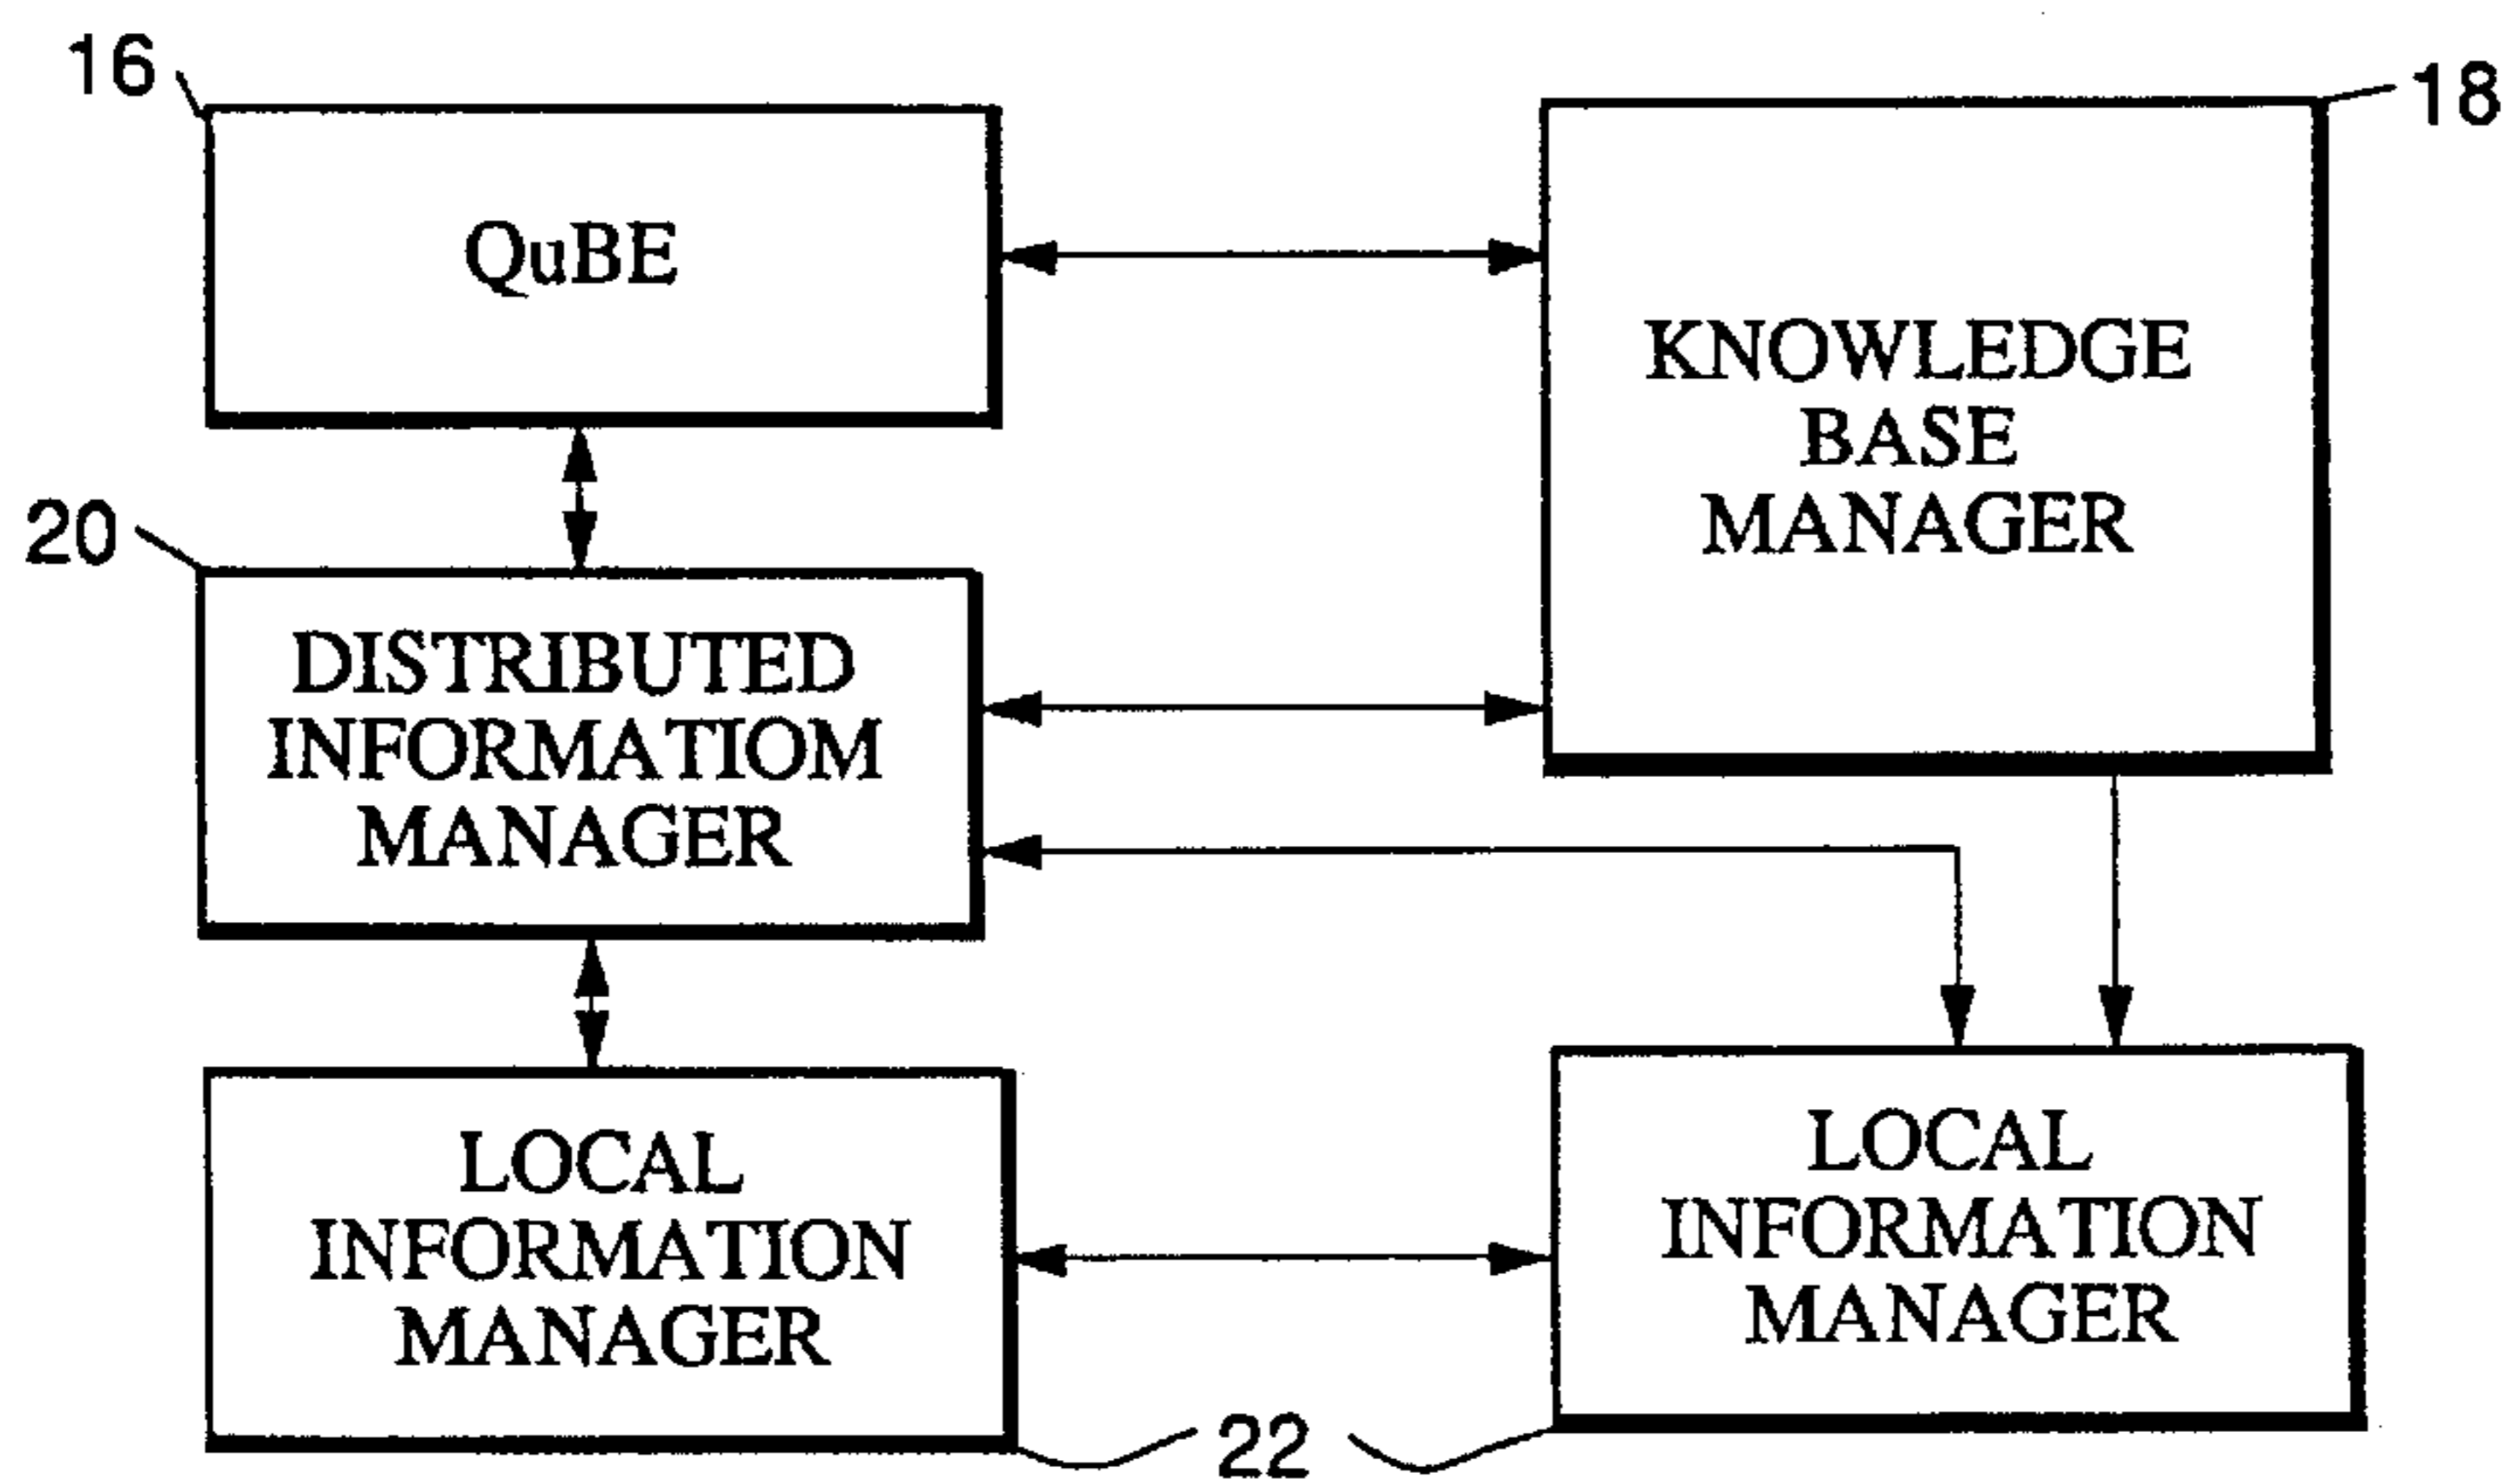 16
QuBE
18
KNOWLEDGE
BASE
MANAGER
20
DISTRIBUTED
INFORMATIOM
MANAGER
LOCAL
INFORMATION
MANAGER
LOCAL
INFORMATION
MANAGER
22